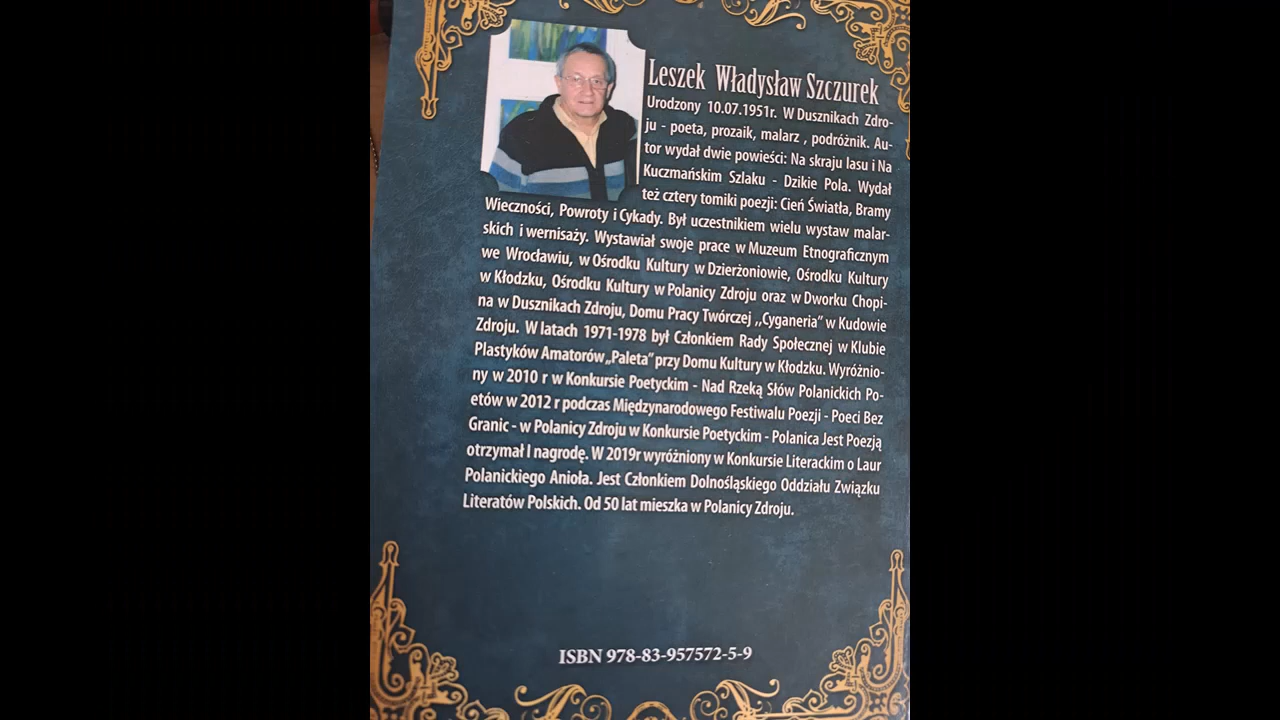 Leszek Władysław Szczurek
Urodzony 10.07.1951r. W Dusznikach Zdro-
ju - poeta, prozaik, malarz , podróżnik. Au-
tor wydał dwie powieści: Na skraju lasu i Na
Kuczmańskim Szlaku - Dzikie Pola. Wydał
też cztery tomiki poezji: Cień Światła, Bramy
Wieczności, Powroty i Cykady. Był uczestnikiem wielu wystaw malar-
skich i wernisaży. Wystawiał swoje prace w Muzeum Etnograficznym
we Wrocławiu, w Ośrodku Kultury w Dzierżoniowie, Ośrodku Kultury
w Kłodzku, Ośrodku Kultury w Polanicy Zdroju oraz w Dworku Chopi-
na w Dusznikach Zdroju, Domu Pracy Twórczej ,,Cyganeria” w Kudowie
Zdroju. W latach 1971-1978 był Członkiem Rady Społecznej w Klubie
Plastyków Amatorów „Paleta” przy Domu Kultury w Kłodzku. Wyróżnio-
ny w 2010 r w Konkursie Poetyckim - Nad Rzeką Słów Polanickich Po-
etów w 2012 r podczas Międzynarodowego Festiwalu Poezji - Poeci Bez
Granic - w Polanicy Zdroju w Konkursie Poetyckim - Polanica Jest Poezją
otrzymał I nagrodę. W 2019r wyróżniony w Konkursie Literackim o Laur
Polanickiego Anioła. Jest Członkiem Dolnośląskiego Oddziału Związku
Literatów Polskich. Od 50 lat mieszka w Polanicy Zdroju.
ISBN 978-83-957572-5-9